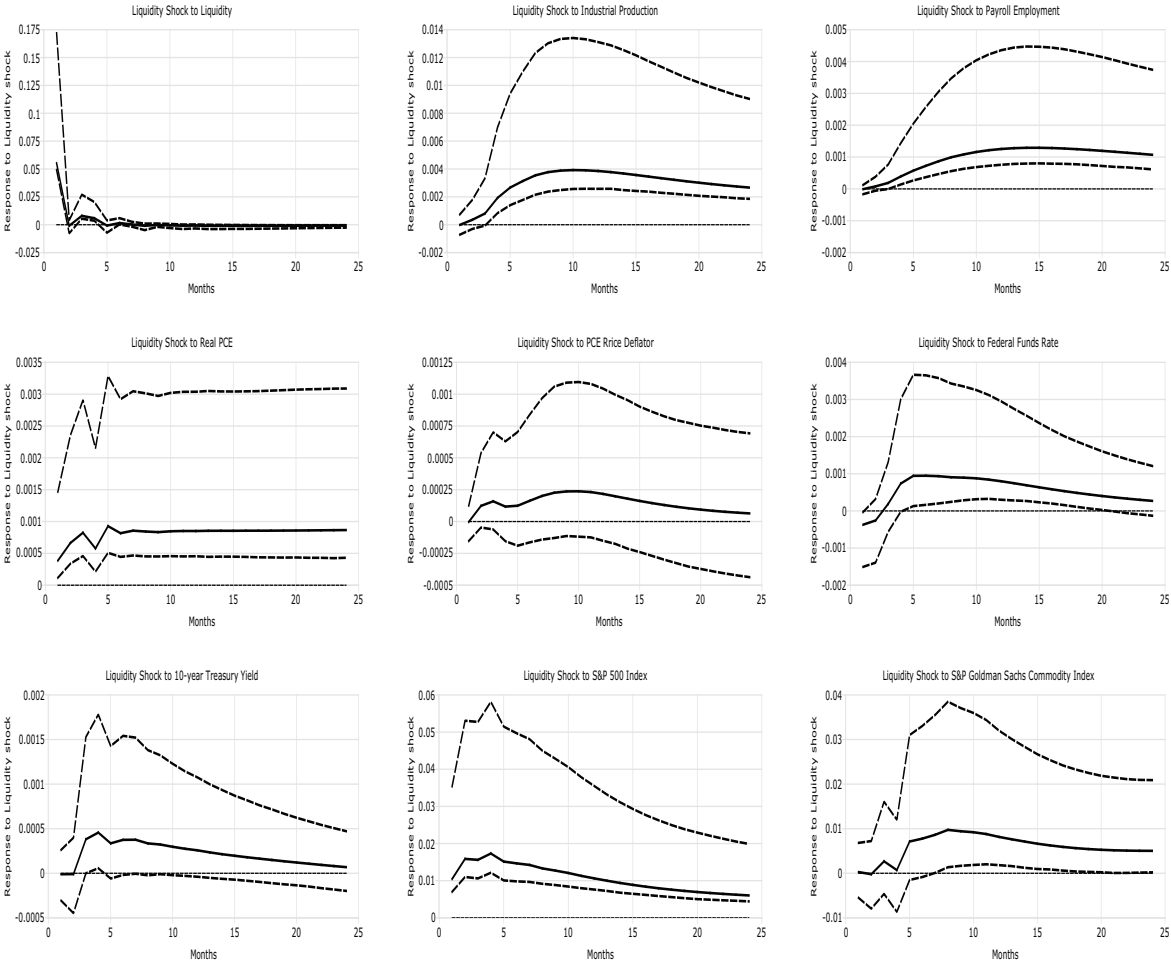 Liquidity Shock to Liquidity
Response to Liquidity shock
0.175
0.15
0.125
0.1
0.075
0.05
0.025
0
-0.025
0 5 10 15 20 25
Months
Liquidity Shock to Industrial Production
Response to Liquidity shock
0.014
0.012
0.01
0.008
0.006
0.004
0.002
0
-0.002
0 5 10 15 20 25
Months
Liquidity Shock to Payroll Employment
Response to Liquidity shock
0.005
0.004
0.003
0.002
0.001
0
-0.001
-0.002
0 5 10 15 20 25
Months
Liquidity Shock to Real PCE
Response to Liquidity shock
0.0035
0.003
0.0025
0.002
0.0015
0.001
0.0005
0
0 5 10 15 20 25
Months
Liquidity Shock to PCE Rrice Deflator
Response to Liquidity shock
0.00125
0.001
0.00075
0.0005
0.00025
0
-0.00025
-0.0005
0 5 10 15 20 25
Months
Liquidity Shock to Federal Funds Rate
Response to Liquidity shock
0.004
0.003
0.002
0.001
0
-0.001
-0.002
0 5 10 15 20 25
Months
Liquidity Shock to 10-year Treasury Yield
Response to Liquidity shock
0.002
0.0015
0.001
0.0005
0
-0.0005
0 5 10 15 20 25
Months
Liquidity Shock to S&P 500 Index
Response to Liquidity shock
0.06
0.05
0.04
0.03
0.02
0.01
0
0 5 10 15 20 25
Months
Liquidity Shock to S&P Goldman Sachs Commodity Index
Response to Liquidity shock
0.04
0.03
0.02
0.01
0
-0.01
0 5 10 15 20 25
Months